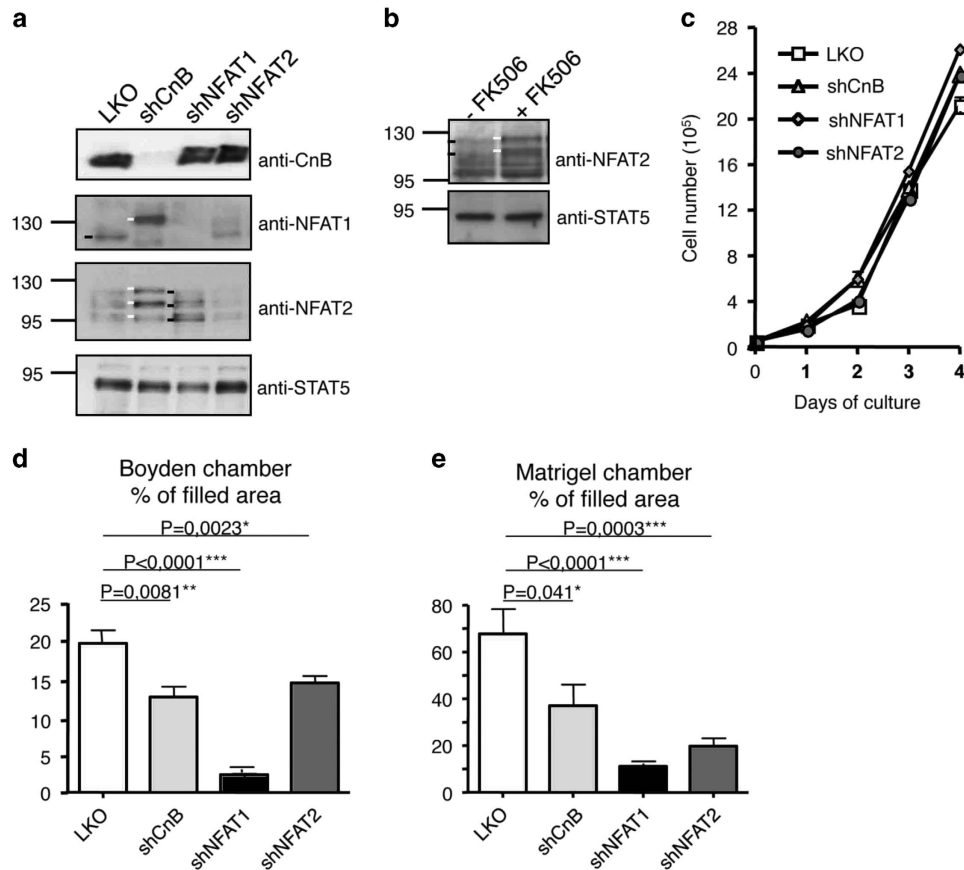 a
LKO
shCnB
shNFAT1
shNFAT2
anti-CnB
130
anti-NFAT1
130
95
anti-NFAT2
95
anti-STAT5
b
- FK506
+ FK506
130
95
anti-NFAT2
95
anti-STAT5
c
LKO
shCnB
shNFAT1
shNFAT2
Cell number (10⁵)
28
24
20
16
12
8
4
0
0 1 2 3 4
Days of culture
d
Boyden chamber
% of filled area
P=0,0023*
P<0,0001***
P=0,0081**
25
20
15
10
5
0
LKO
shCnB
shNFAT1
shNFAT2
e
Matrigel chamber
% of filled area
P=0,0003***
P<0,0001***
P=0,041*
80
60
40
20
0
LKO
shCnB
shNFAT1
shNFAT2